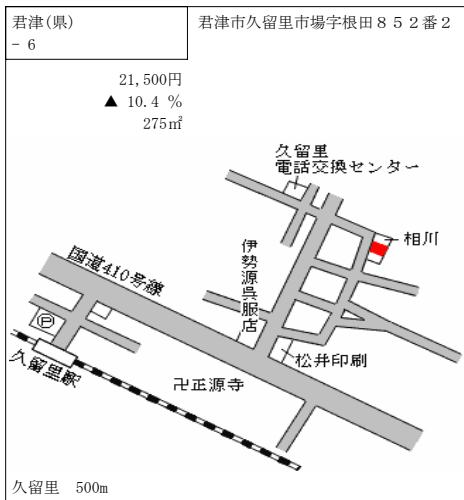 君津(県)
- 6
君津市久留里市場字根田８５２番２
21,500円
▲ 10.4 %
275㎡
久留里
電話交換センター
相川
国道410号線
伊勢源呉服店
松井印刷
Ⓟ
久留里駅
卍正源寺
久留里　500m